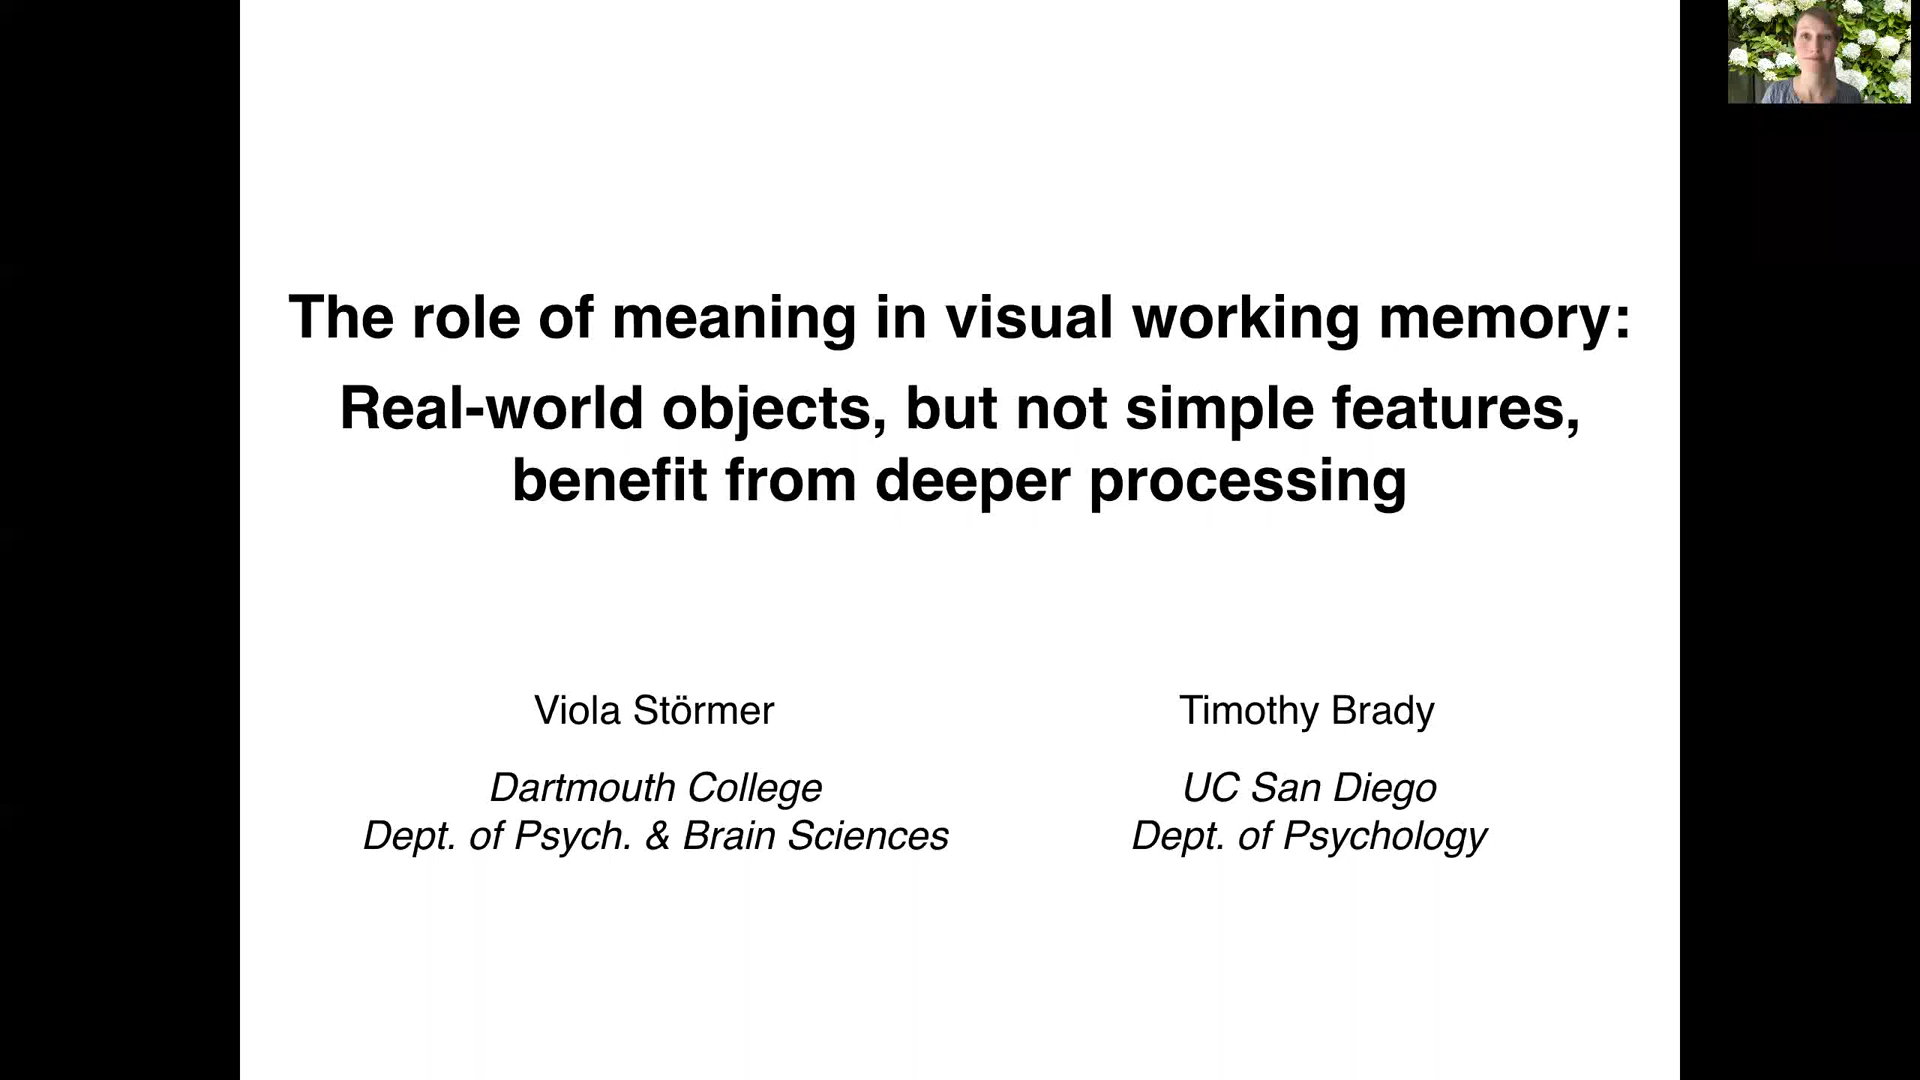 The role of meaning in visual working memory:
Real-world objects, but not simple features,
benefit from deeper processing
Viola Störmer
Dartmouth College
Dept. of Psych. & Brain Sciences
Timothy Brady
UC San Diego
Dept. of Psychology